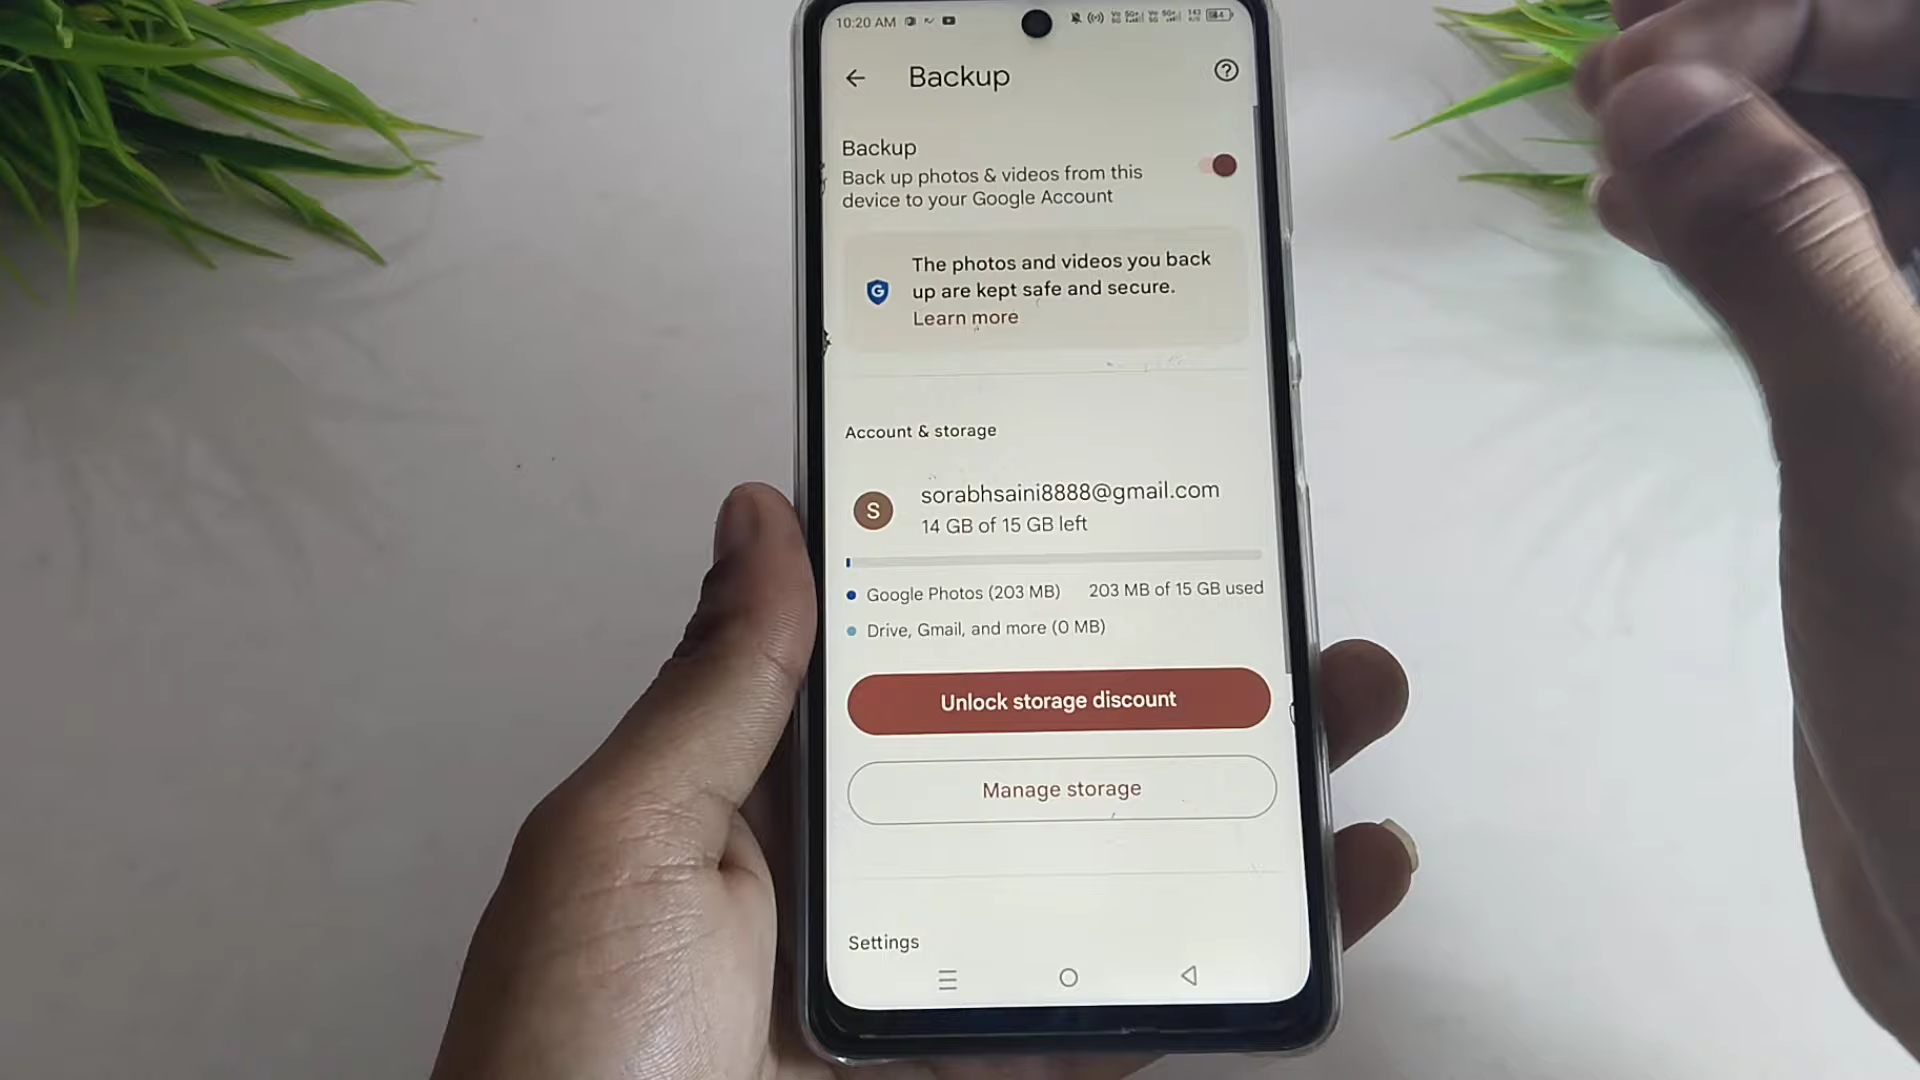 10:20 AM
Backup
Backup
Back up photos & videos from this
device to your Google Account
The photos and videos you back
up are kept safe and secure.
Learn more
Account & storage
S
sorabhsaini8888@gmail.com
14 GB of 15 GB left
Google Photos (203 MB) 203 MB of 15 GB used
Drive, Gmail, and more (0 MB)
Unlock storage discount
Manage storage
Settings